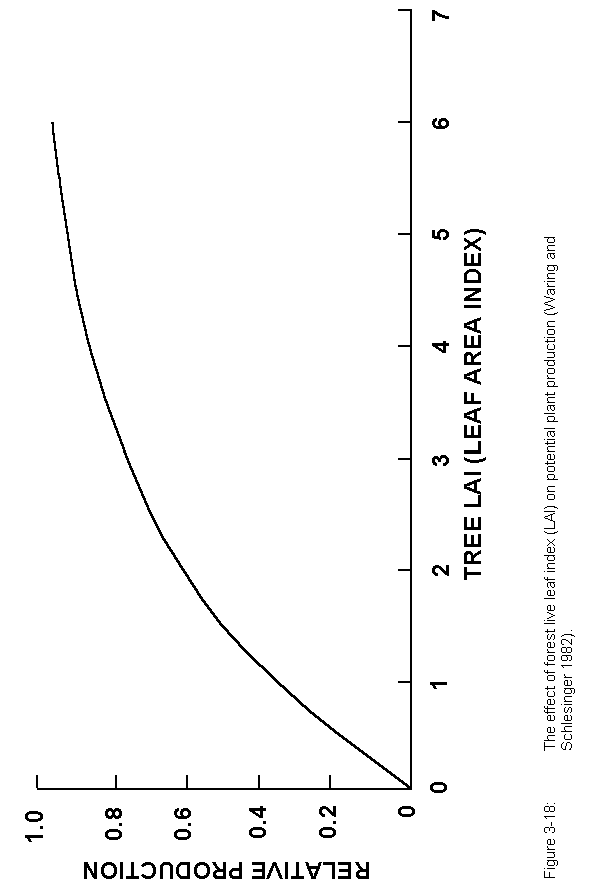 RELATIVE PRODUCTION
1.0
0.8
0.6
0.4
0.2
0
0 1 2 3 4 5 6 7
TREE LAI (LEAF AREA INDEX)
Figure 3-18: The effect of forest live leaf index (LAI) on potential plant production (Waring and
Schlesinger 1982).